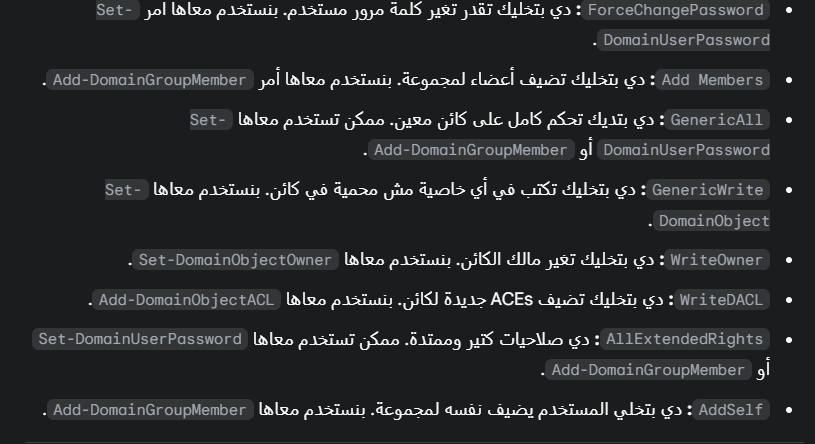 ForceChangePassword: دي بتخليك تقدر تغير كلمة مرور مستخدم. بنستخدم معاها أمر Set-
DomainUserPassword.
Add Members: دي بتخليك تضيف أعضاء لمجموعة. بنستخدم معاها أمر Add-DomainGroupMember.
GenericAll: دي بتديك تحكم كامل على كائن معين. ممكن تستخدم معاها Set-
DomainUserPassword أو Add-DomainGroupMember.
GenericWrite: دي بتخليك تكتب في أي خاصية مش محمية في كائن. بنستخدم معاها Set-
DomainObject.
WriteOwner: دي بتخليك تغير مالك الكائن. بنستخدم معاها Set-DomainObjectOwner.
WriteDACL: دي بتخليك تضيف ACEs جديدة لكائن. بنستخدم معاها Add-DomainObjectACL.
AllExtendedRights: دي صلاحيات كتير وممتدة. ممكن تستخدم معاها Set-DomainUserPassword
أو Add-DomainGroupMember.
AddSelf: دي بتخلي المستخدم يضيف نفسه لمجموعة. بنستخدم معاها Add-DomainGroupMember.